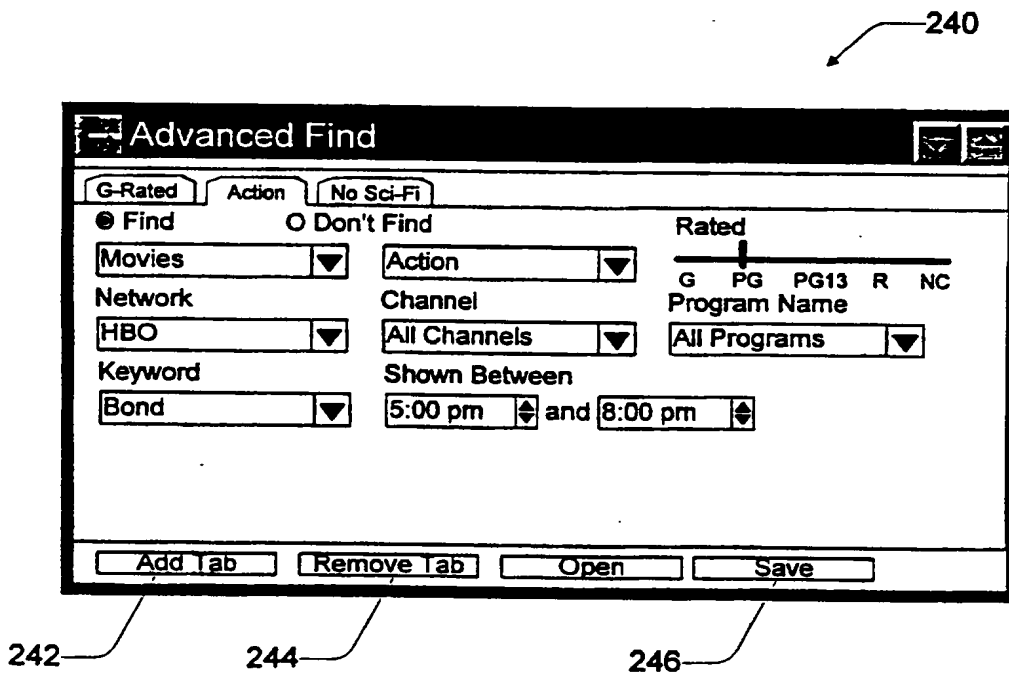 240
Advanced Find
G-Rated Action No Sci-Fi
Find Don't Find Rated
Movies Action
G PG PG13 R NC
Network Channel Program Name
HBO All Channels All Programs
Keyword Shown Between
Bond 5:00 pm and 8:00 pm
Add Tab Remove Tab Open Save
242 244 246